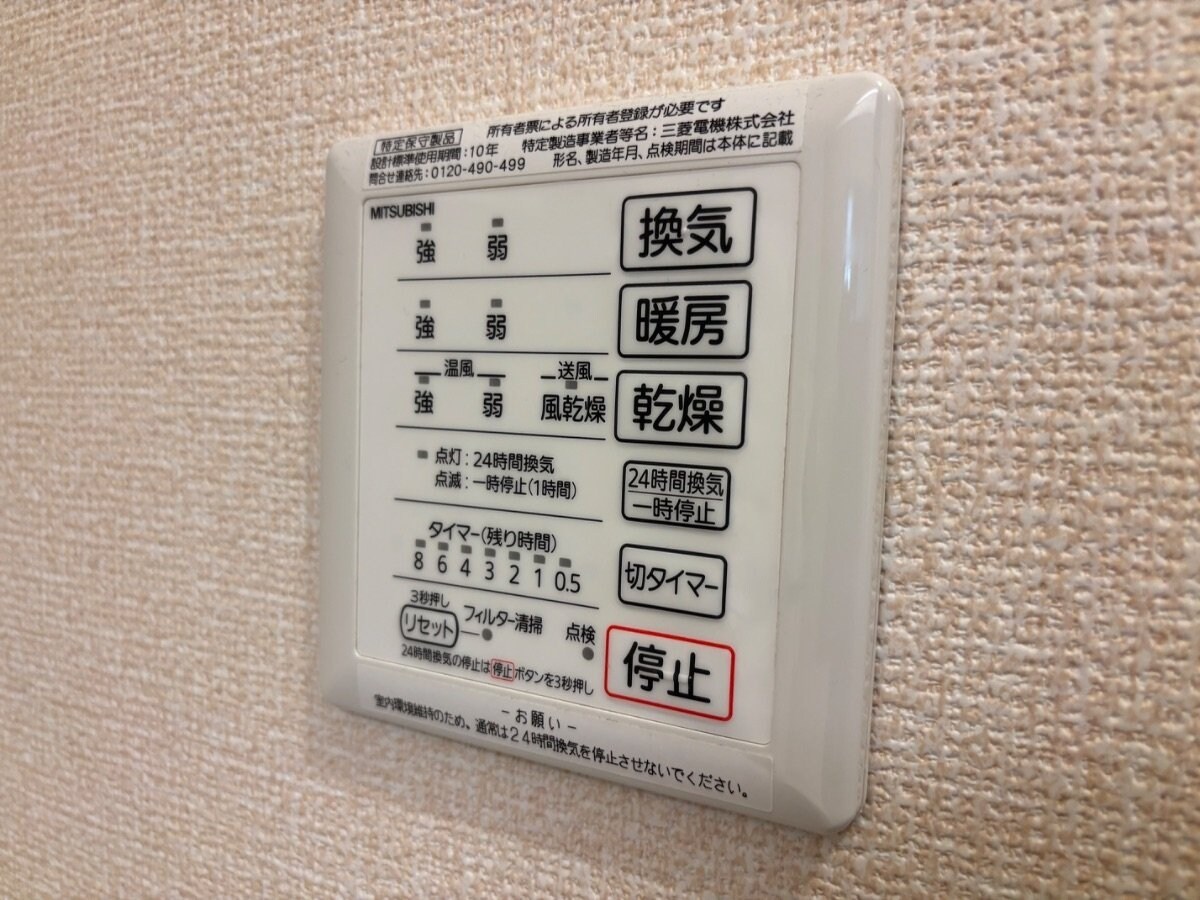 特定保守製品 所有者票による所有者登録が必要です
設計標準使用期間:10年 特定製造事業者等名:三菱電機株式会社
問合せ連絡先:0120-490-499 形名、製造年月、点検期間は本体に記載
MITSUBISHI
強 弱 換気
強 弱 暖房
温風 送風
強 弱 風乾燥 乾燥
点灯:24時間換気
点滅:一時停止(1時間)
24時間換気
一時停止
タイマー(残り時間)
8 6 4 3 2 1 0.5
切タイマー
3秒押し
リセット フィルター清掃 点検
停止
24時間換気の停止は停止ボタンを3秒押し
-お願い-
室内環境維持のため、通常は24時間換気を停止させないでください。